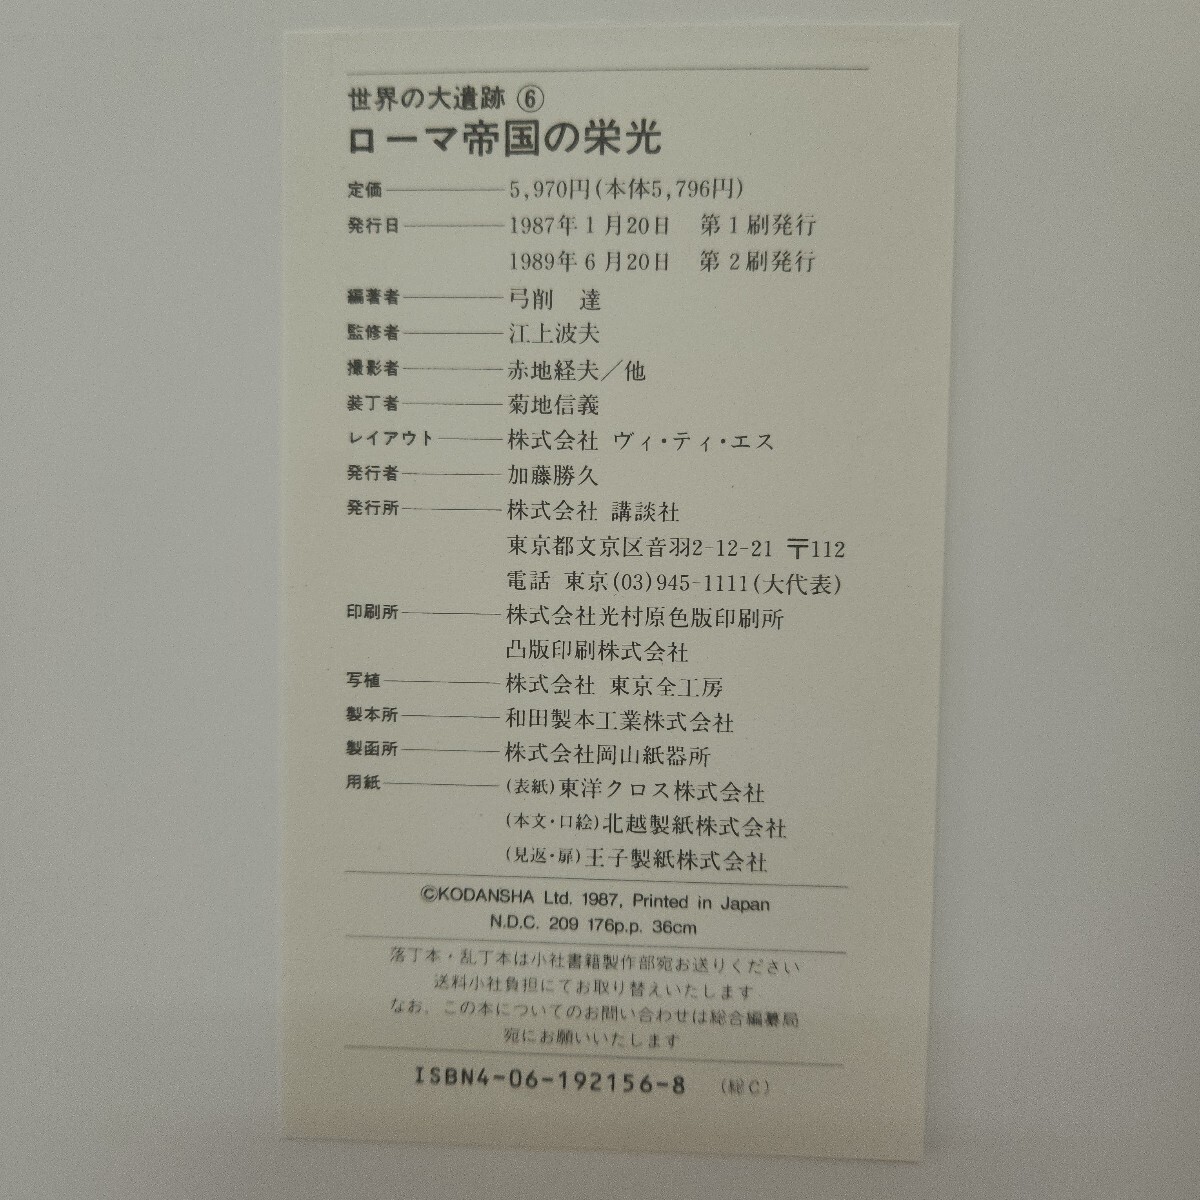 世界の大遺跡 ⑥
ローマ帝国の栄光
定価 5,970円(本体5,796円)
発行日 1987年1月20日 第1刷発行
1989年6月20日 第2刷発行
編著者 弓削 達
監修者 江上波夫
撮影者 赤地経夫/他
装丁者 菊地信義
レイアウト 株式会社 ヴィ・ティ・エス
発行者 加藤勝久
発行所 株式会社 講談社
東京都文京区音羽2-12-21 〒112
電話 東京(03)945-1111(大代表)
印刷所 株式会社光村原色版印刷所
凸版印刷株式会社
写植 株式会社 東京全工房
製本所 和田製本工業株式会社
製函所 株式会社岡山紙器所
用紙 (表紙)東洋クロス株式会社
(本文・口絵)北越製紙株式会社
(見返・扉)王子製紙株式会社
©KODANSHA Ltd. 1987, Printed in Japan
N.D.C. 209 176p.p. 36cm
落丁本・乱丁本は小社書籍製作部宛お送りください
送料小社負担にてお取り替えいたします
なお、この本についてのお問い合わせは総合編纂局
宛にお願いいたします
ISBN4-06-192156-8 (総C)